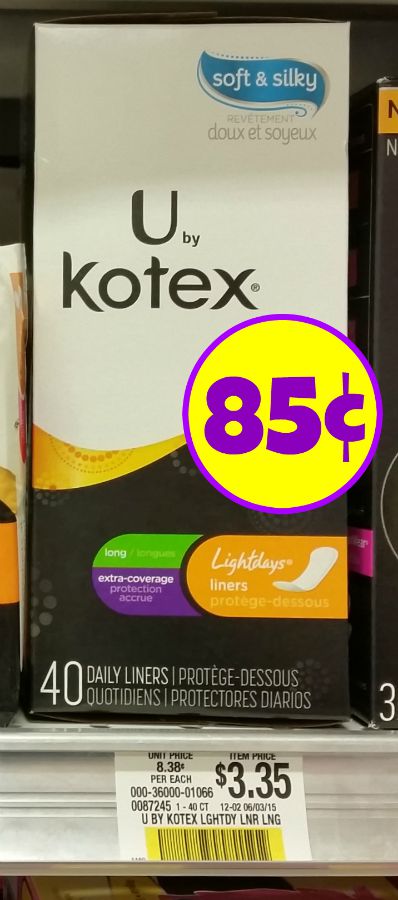 soft & silky
REVÊTEMENT
doux et soyeux
U
by
kotex®
85¢
long / longues
extra-coverage
protection
accrue
Lightdays®
liners
protège-dessous
40 DAILY LINERS | PROTÈGE-DESSOUS
QUOTIDIENS | PROTECTORES DIARIOS
N
N
3
UNIT PRICE
8.38¢
PER EACH
ITEM PRICE
$3.35
000-36000-01066
0087245 1 - 40 CT 12-02 06/03/15
U BY KOTEX LGHTDY LNR LNG